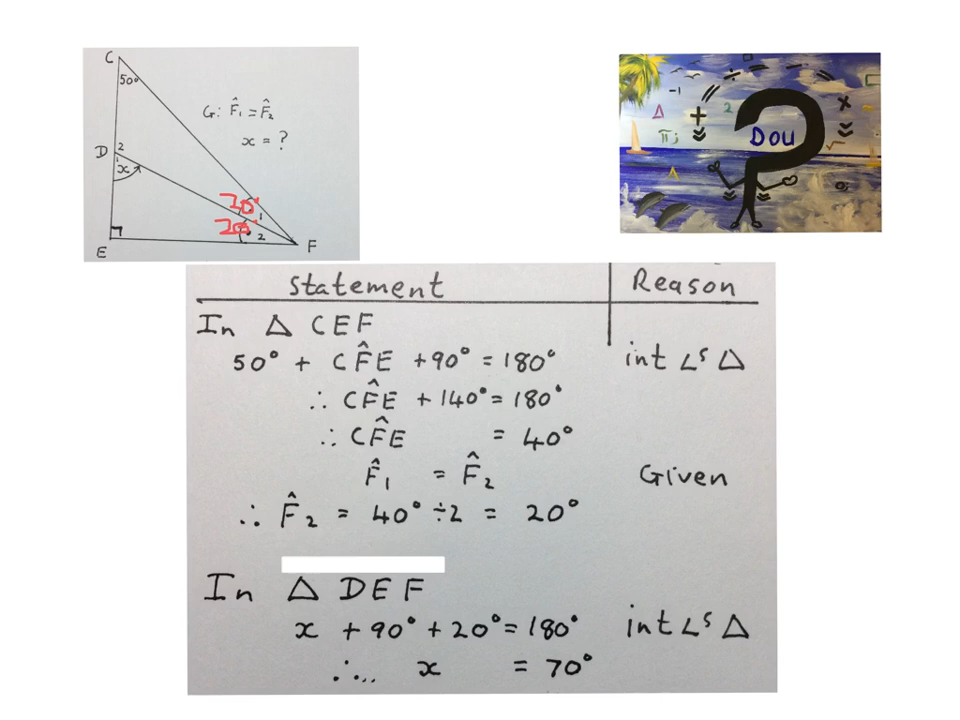 C
50°
G: F̂₁ = F̂₂
x = ?
D 2
1
x
20° 1
20° 2
E F
÷
-1
Δ + 2 x
π;
Dou
√
Statement Reason
In Δ CEF
50° + CF̂E + 90° = 180° int ∠ˢ Δ
∴ CF̂E + 140° = 180°
∴ CF̂E = 40°
F̂₁ = F̂₂ Given
∴ F̂₂ = 40° ÷ 2 = 20°
In Δ DEF
x + 90° + 20° = 180° int ∠ˢ Δ
∴... x = 70°